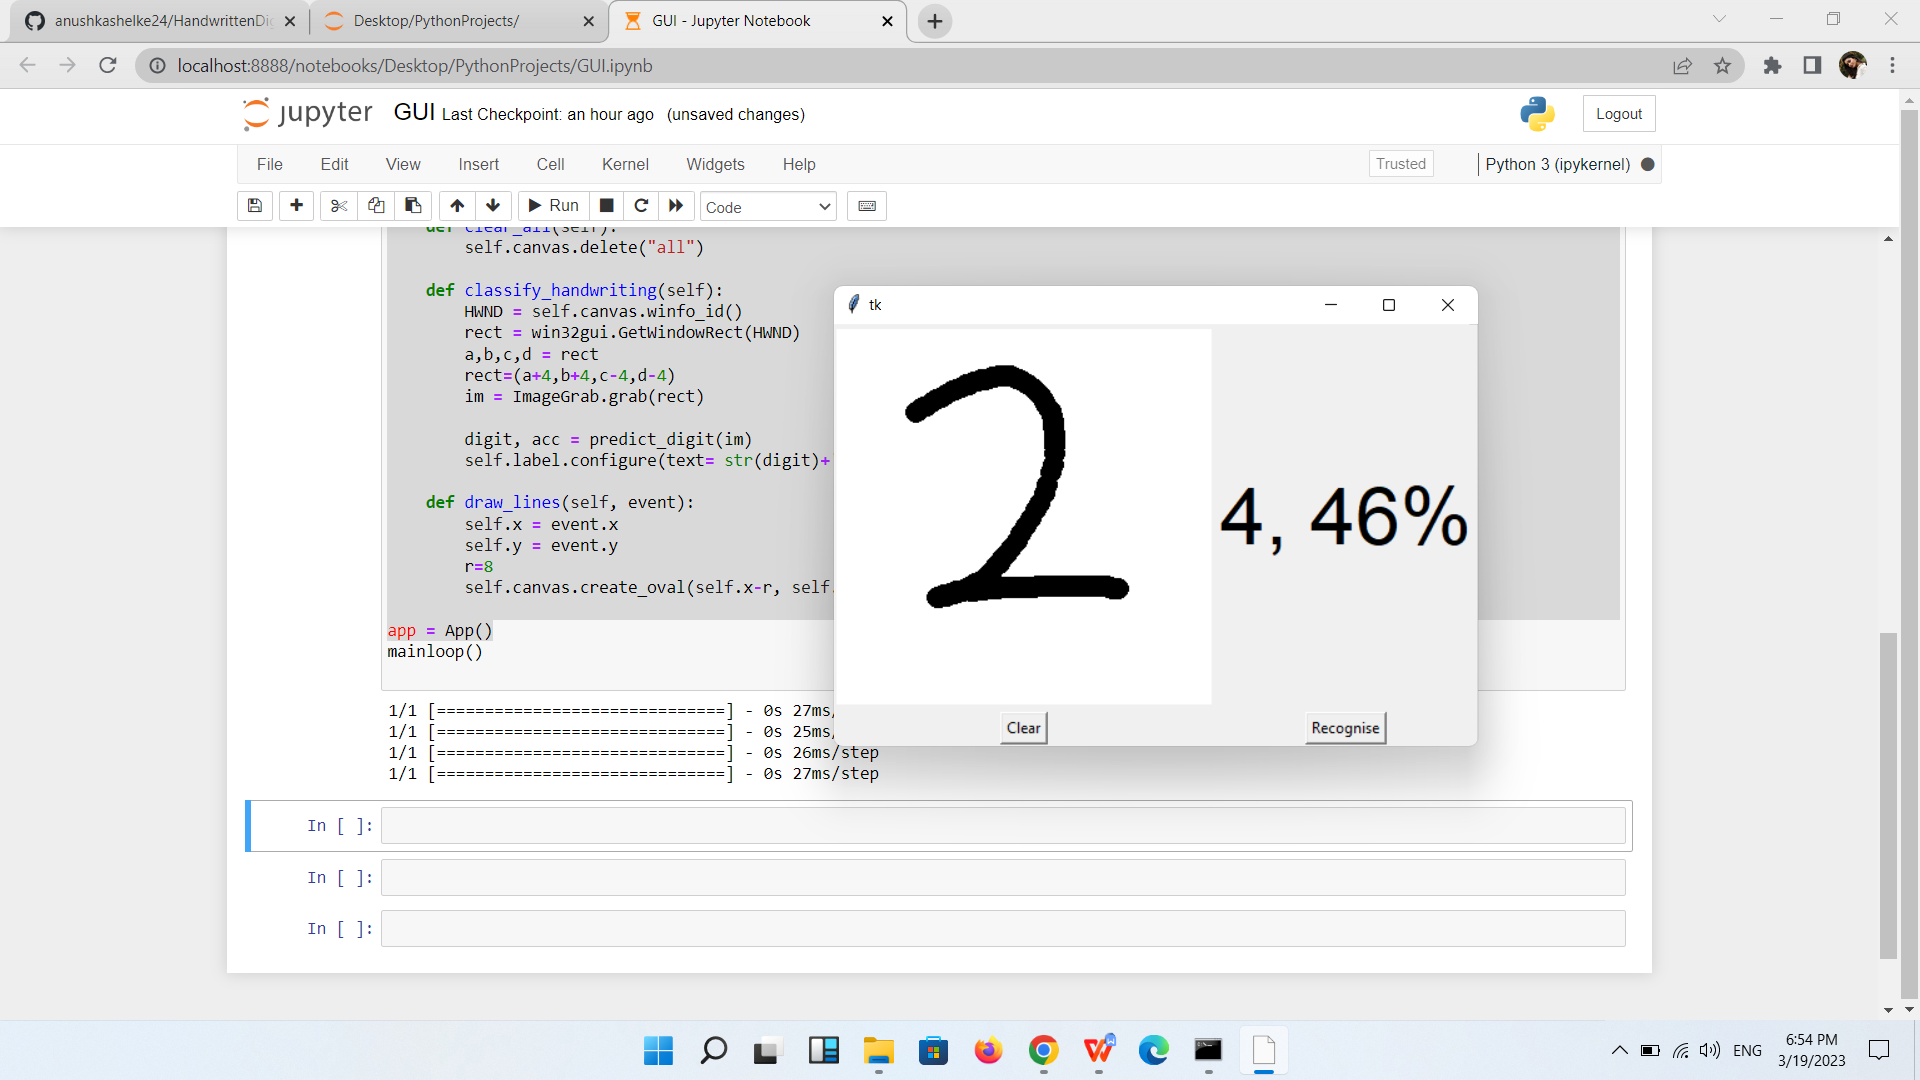 anushkashelke24/HandwrittenDi
Desktop/PythonProjects/
GUI - Jupyter Notebook
localhost:8888/notebooks/Desktop/PythonProjects/GUI.ipynb
jupyter GUI Last Checkpoint: an hour ago (unsaved changes)
Logout
File Edit View Insert Cell Kernel Widgets Help
Trusted
Python 3 (ipykernel)
Run
Code
def clear_all(self):
self.canvas.delete("all")
def classify_handwriting(self):
HWND = self.canvas.winfo_id()
rect = win32gui.GetWindowRect(HWND)
a,b,c,d = rect
rect=(a+4,b+4,c-4,d-4)
im = ImageGrab.grab(rect)
digit, acc = predict_digit(im)
self.label.configure(text= str(digit)+
def draw_lines(self, event):
self.x = event.x
self.y = event.y
r=8
self.canvas.create_oval(self.x-r, self.
app = App()
mainloop()
1/1 [==============================] - 0s 27ms/
1/1 [==============================] - 0s 25ms/
1/1 [==============================] - 0s 26ms/step
1/1 [==============================] - 0s 27ms/step
tk
2
4, 46%
Clear
Recognise
In [ ]:
In [ ]:
In [ ]:
ENG
6:54 PM
3/19/2023